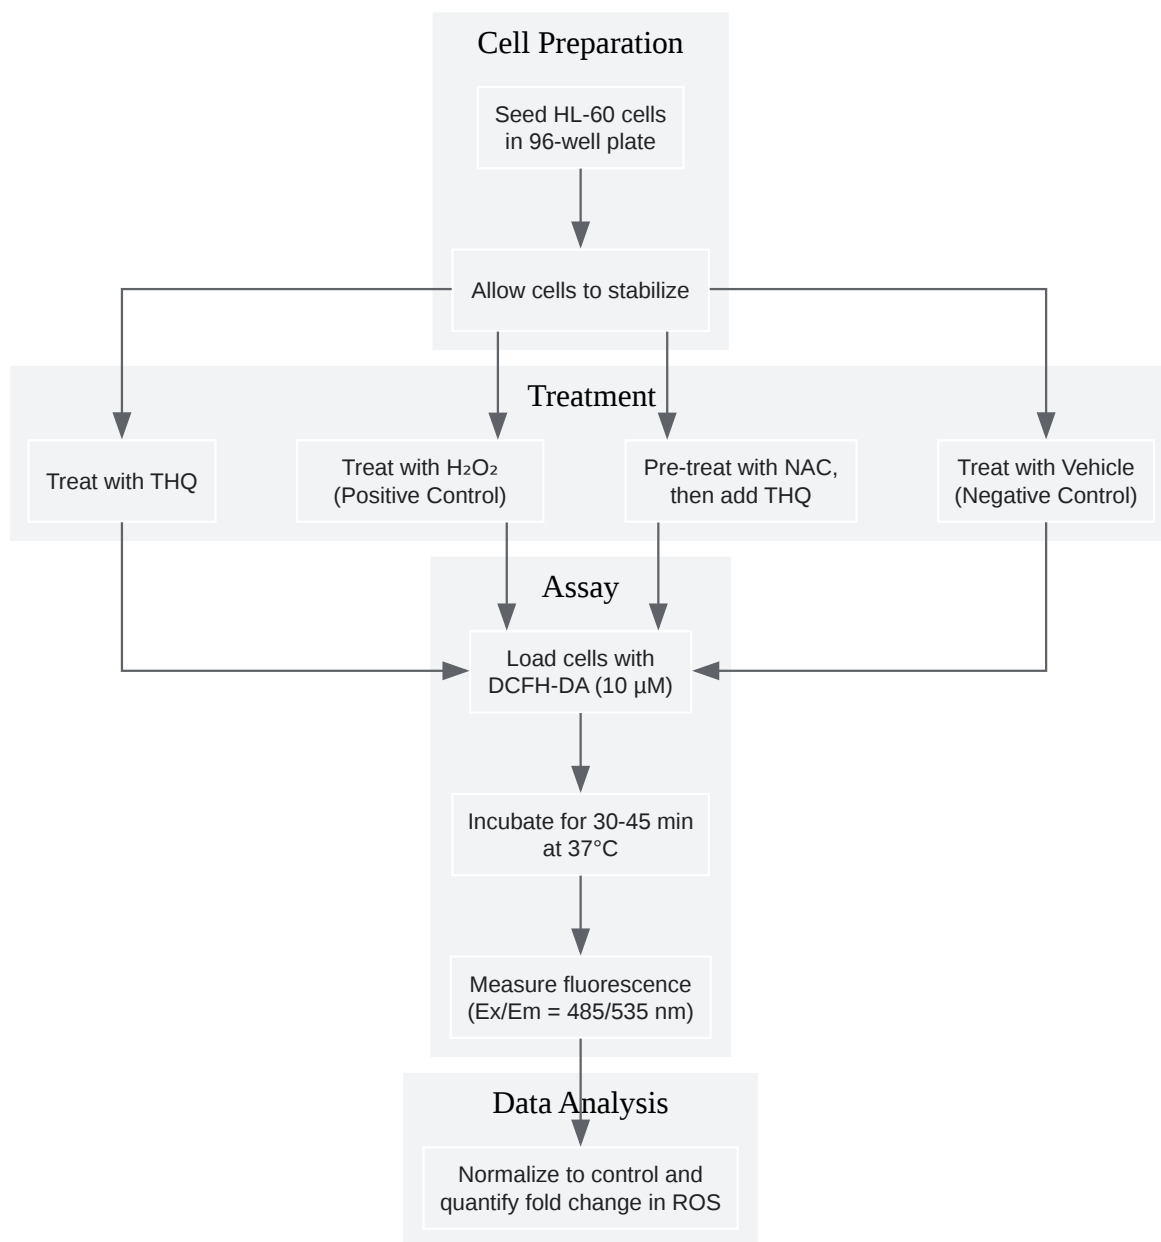 Cell Preparation
Seed HL-60 cells
in 96-well plate
Allow cells to stabilize
Treatment
Treat with THQ
Treat with H₂O₂
(Positive Control)
Pre-treat with NAC,
then add THQ
Treat with Vehicle
(Negative Control)
Assay
Load cells with
DCFH-DA (10 µM)
Incubate for 30-45 min
at 37°C
Measure fluorescence
(Ex/Em = 485/535 nm)
Data Analysis
Normalize to control and
quantify fold change in ROS